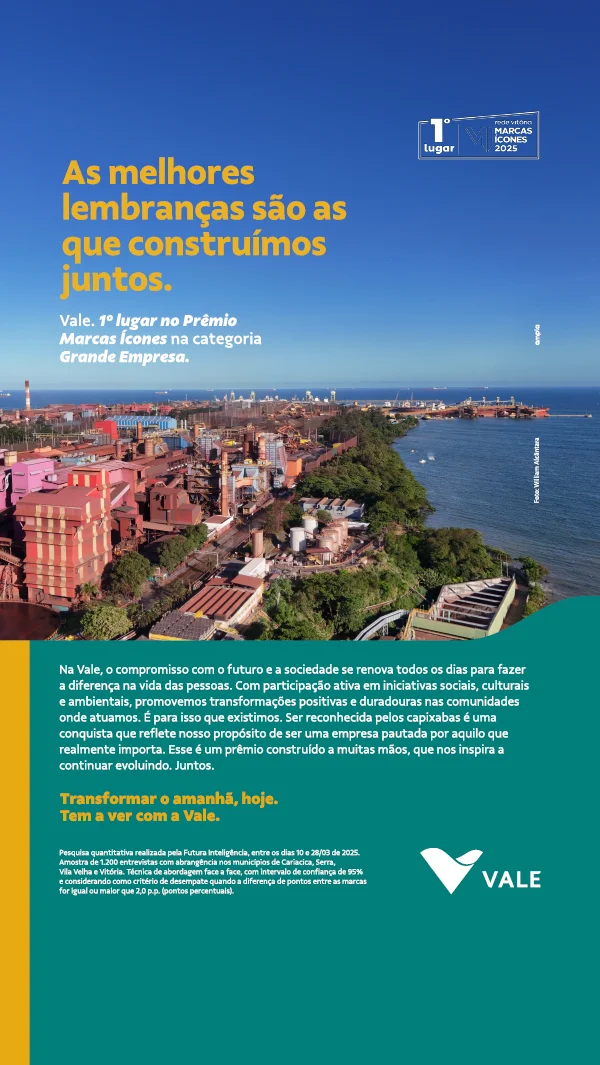 1º
lugar
rede vitória
MARCAS
ÍCONES
2025
As melhores
lembranças são as
que construímos
juntos.
Vale. 1º lugar no Prêmio
Marcas Ícones na categoria
Grande Empresa.
ampla
Foto: William Alcântara
Na Vale, o compromisso com o futuro e a sociedade se renova todos os dias para fazer
a diferença na vida das pessoas. Com participação ativa em iniciativas sociais, culturais
e ambientais, promovemos transformações positivas e duradouras nas comunidades
onde atuamos. É para isso que existimos. Ser reconhecida pelos capixabas é uma
conquista que reflete nosso propósito de ser uma empresa pautada por aquilo que
realmente importa. Esse é um prêmio construído a muitas mãos, que nos inspira a
continuar evoluindo. Juntos.
Transformar o amanhã, hoje.
Tem a ver com a Vale.
Pesquisa quantitativa realizada pela Futura Inteligência, entre os dias 10 e 28/03 de 2025.
Amostra de 1.200 entrevistas com abrangência nos municípios de Cariacica, Serra,
Vila Velha e Vitória. Técnica de abordagem face a face, com intervalo de confiança de 95%
e considerando como critério de desempate quando a diferença de pontos entre as marcas
for igual ou maior que 2,0 p.p. (pontos percentuais).
VALE